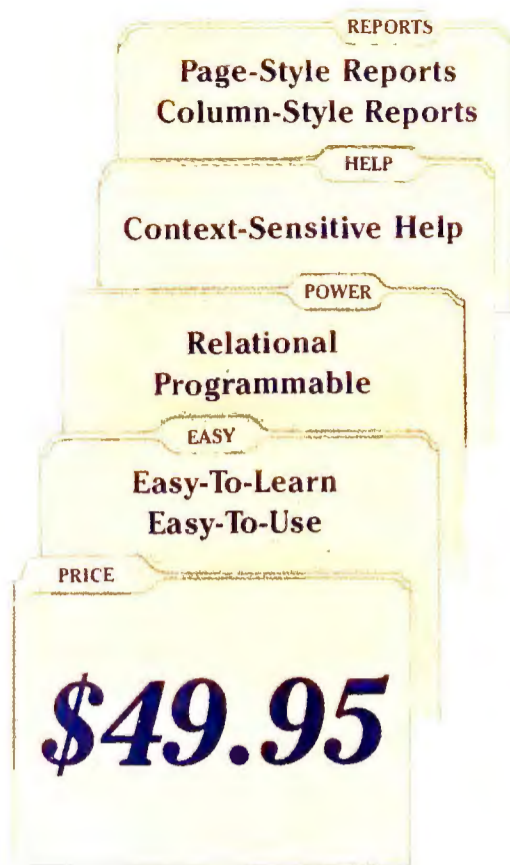 REPORTS
Page-Style Reports
Column-Style Reports
HELP
Context-Sensitive Help
POWER
Relational
Programmable
EASY
Easy-To-Learn
Easy-To-Use
PRICE
$49.95